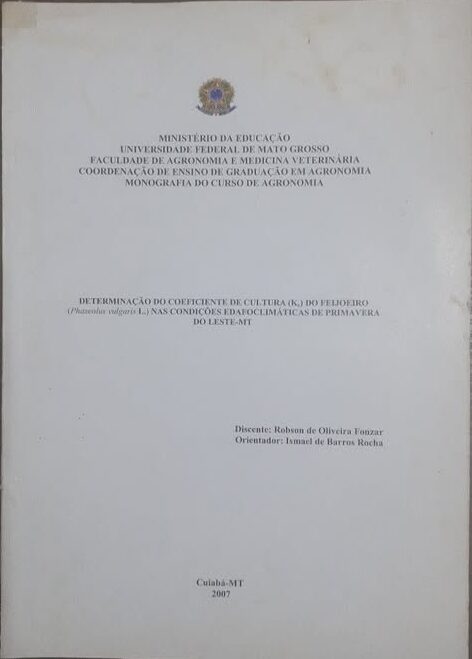 MINISTÉRIO DA EDUCAÇÃO
UNIVERSIDADE FEDERAL DE MATO GROSSO
FACULDADE DE AGRONOMIA E MEDICINA VETERINÁRIA
COORDENAÇÃO DE ENSINO DE GRADUAÇÃO EM AGRONOMIA
MONOGRAFIA DO CURSO DE AGRONOMIA
DETERMINAÇÃO DO COEFICIENTE DE CULTURA (Kc) DO FEIJOEIRO
(Phaseolus vulgaris L.) NAS CONDIÇÕES EDAFOCLIMÁTICAS DE PRIMAVERA
DO LESTE-MT
Discente: Robson de Oliveira Fonzar
Orientador: Ismael de Barros Rocha
Cuiabá-MT
2007